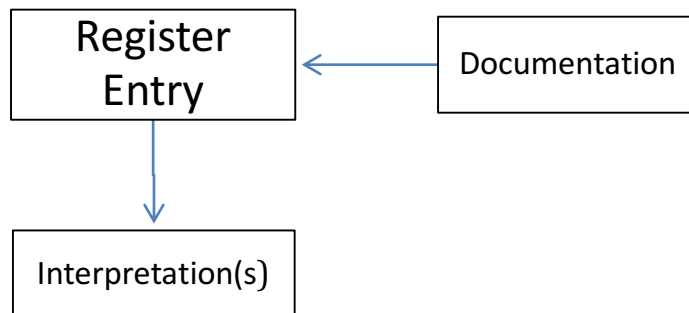 Register
Entry
Documentation
Interpretation(s)